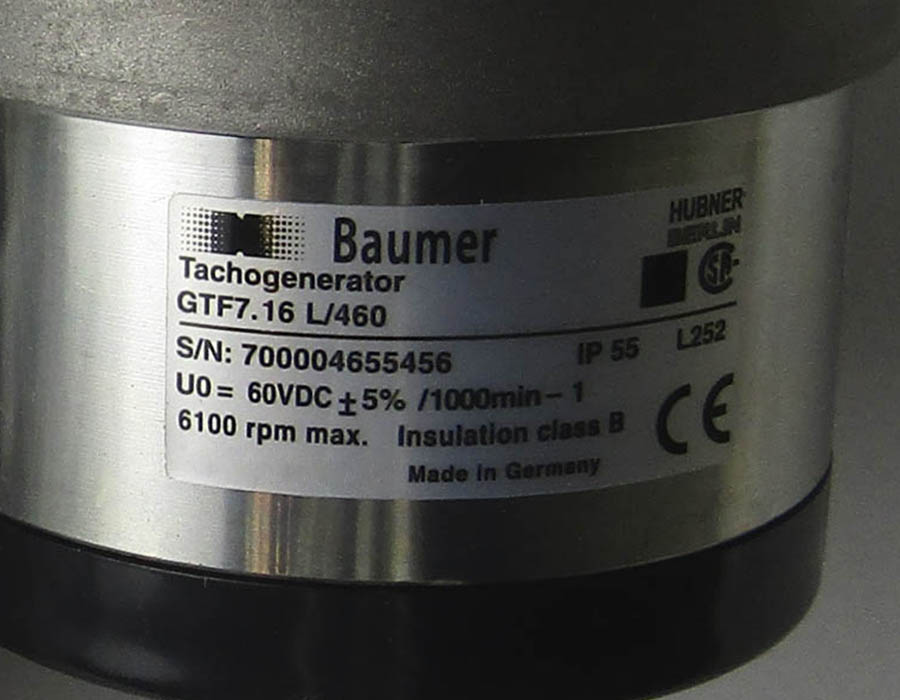 Baumer
HUBNER
BERLIN
Tachogenerator
GTF7.16 L/460
S/N: 700004655456 IP 55 L252
U0 = 60VDC ±5% /1000min-1
6100 rpm max. Insulation class B
CE
Made in Germany